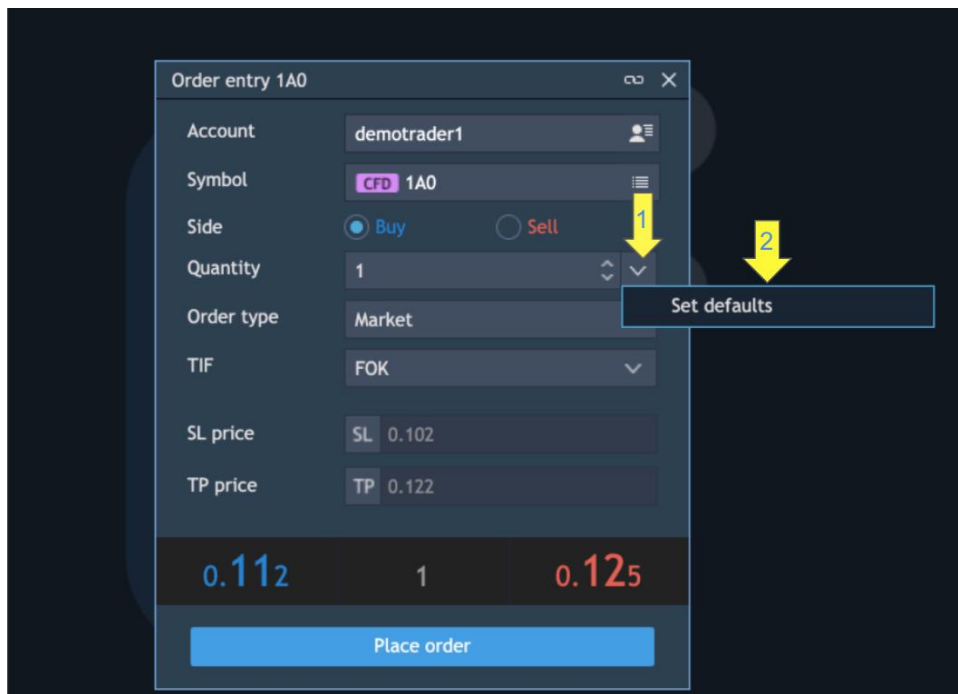 Order entry 1A0
Account demotrader1
Symbol CFD 1A0
Side Buy Sell 1
2
Quantity 1
Set defaults
Order type Market
TIF FOK
SL price SL 0.102
TP price TP 0.122
0.112 1 0.125
Place order